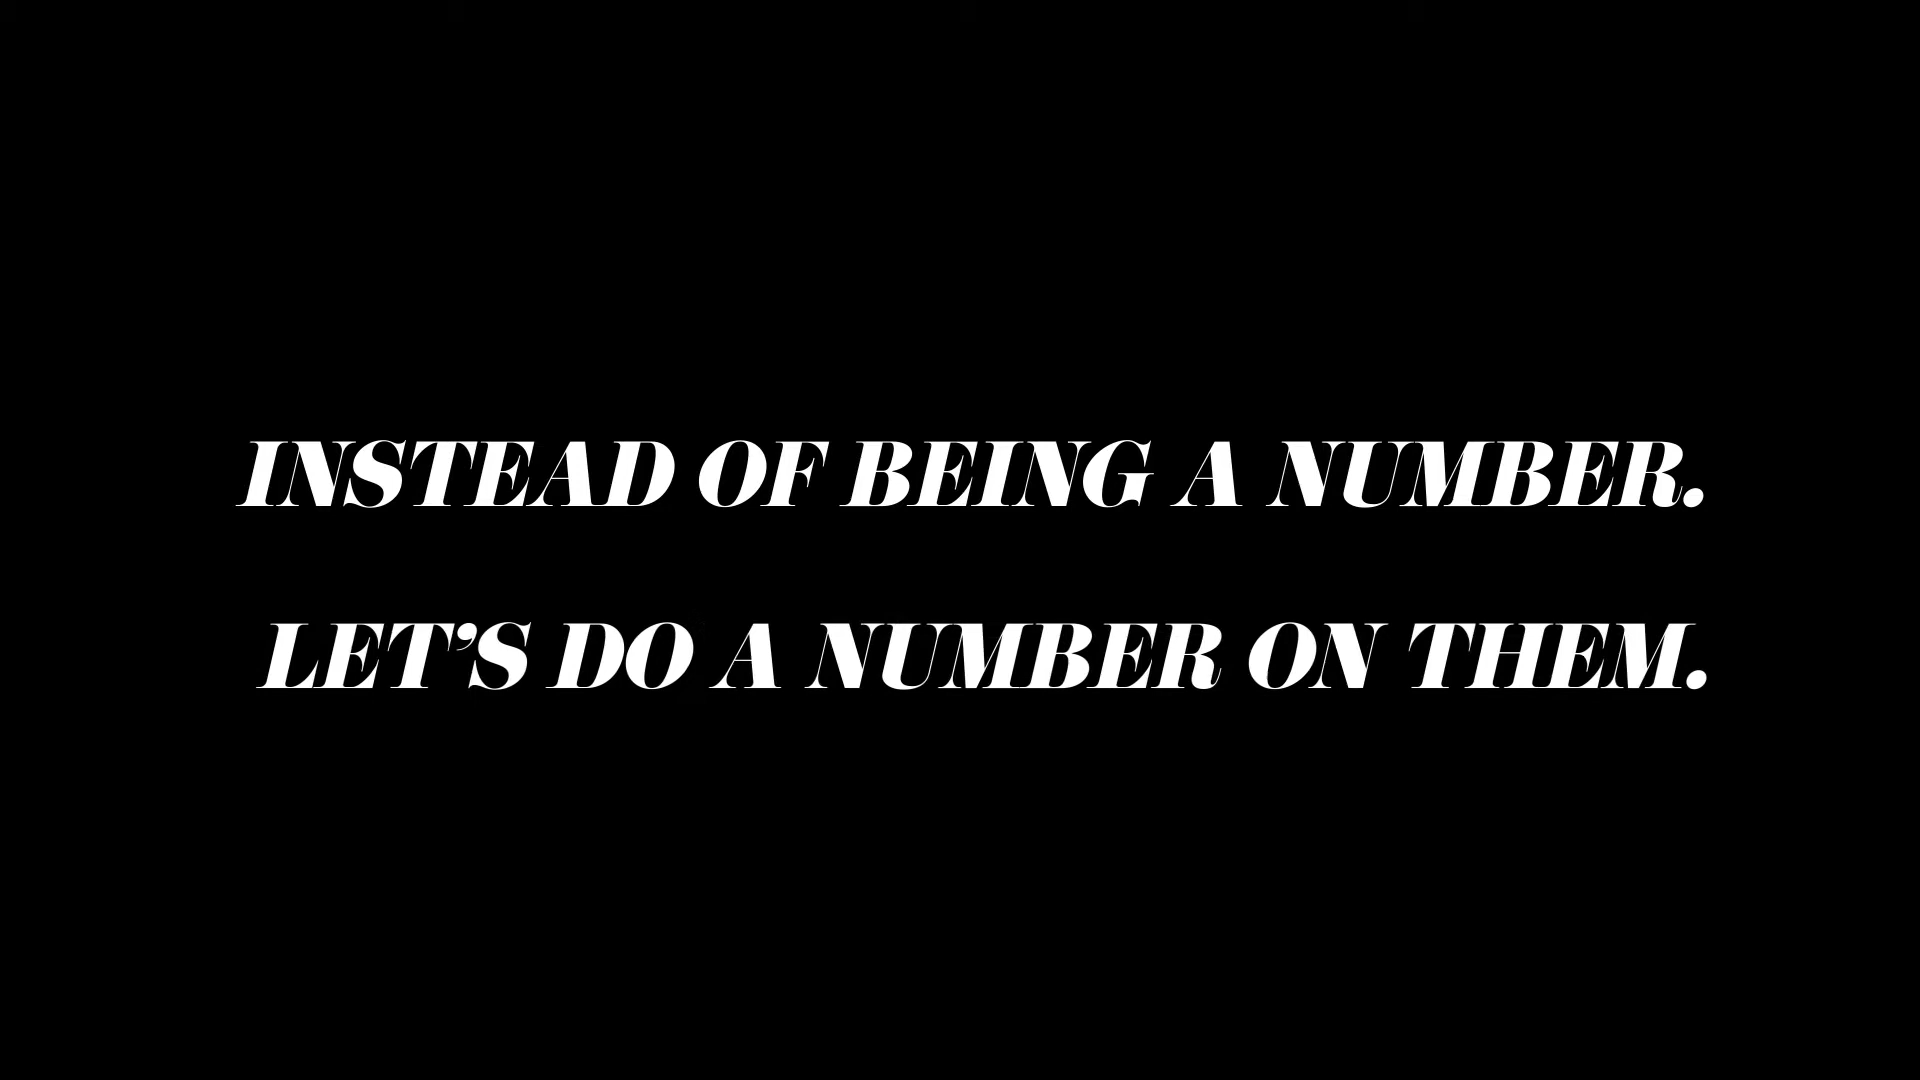 INSTEAD OF BEING A NUMBER.
LET’S DO A NUMBER ON THEM.